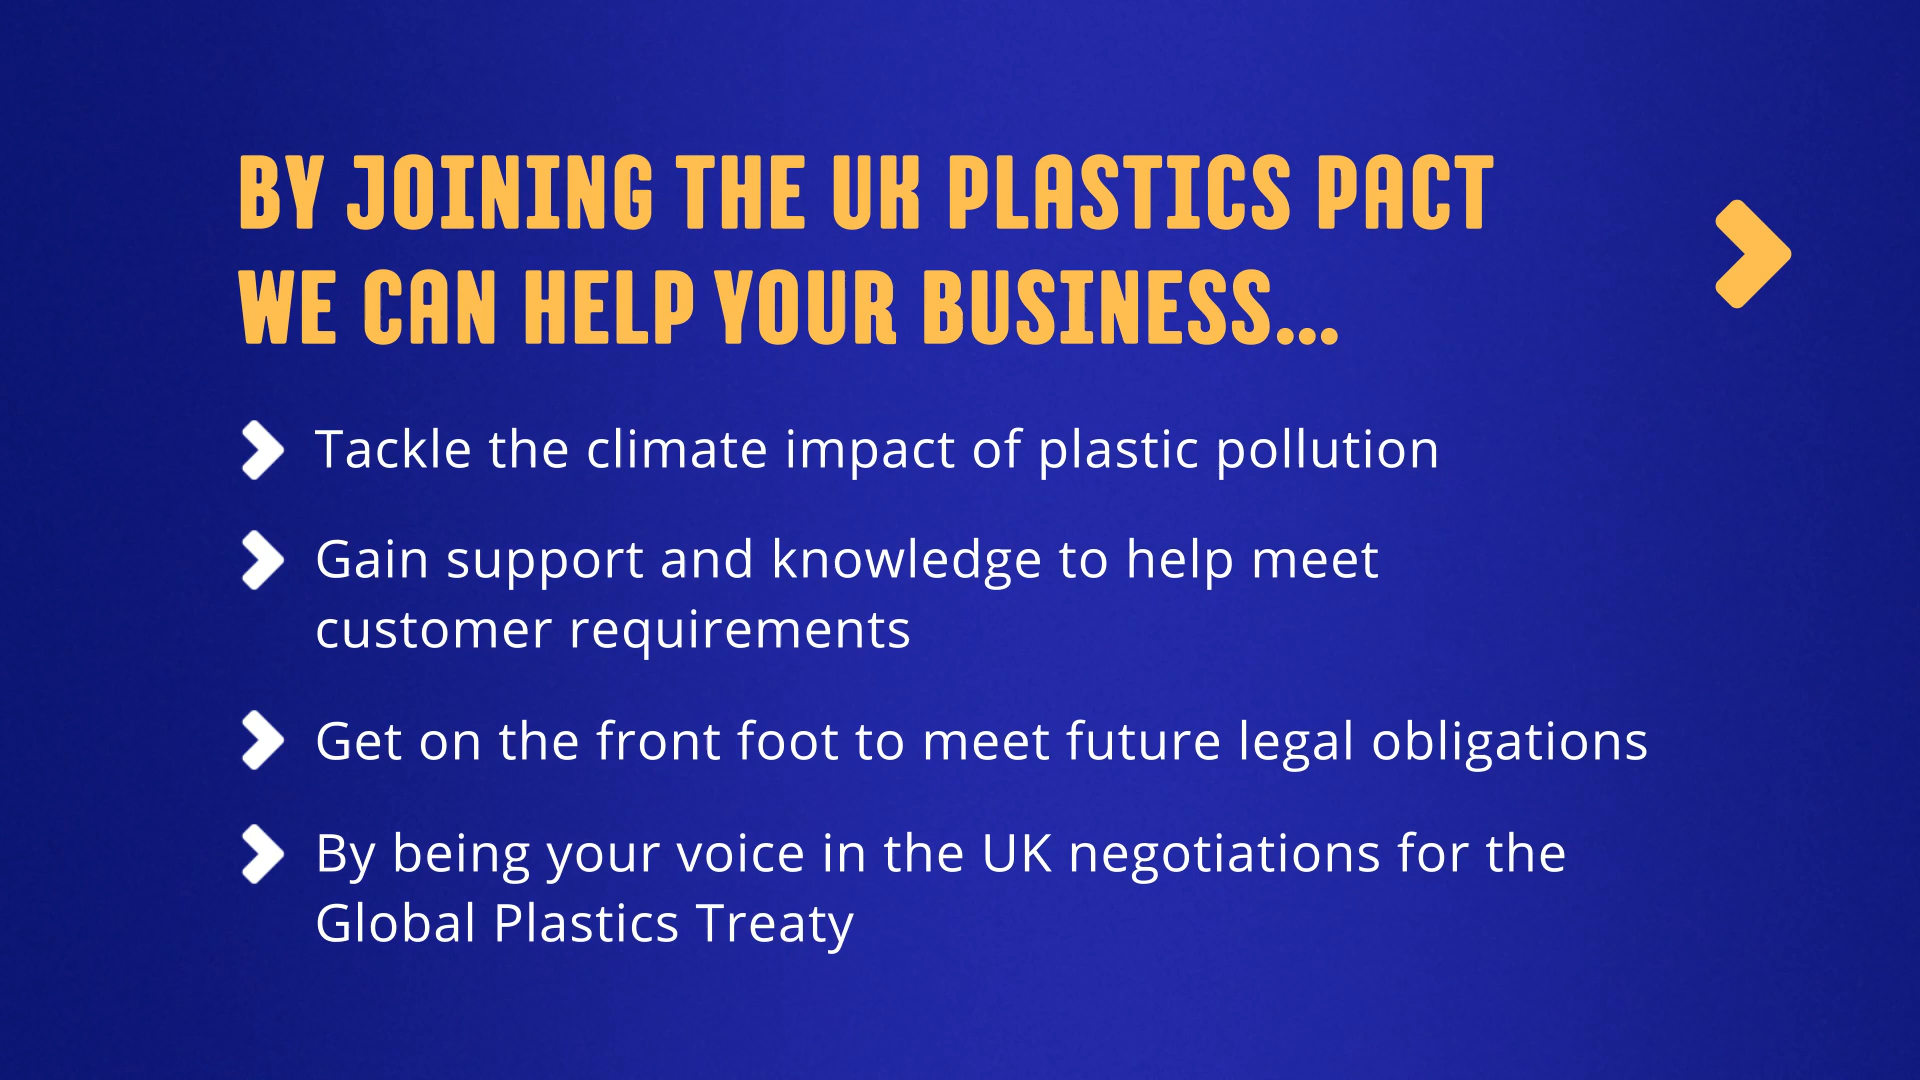 BY JOINING THE UK PLASTICS PACT
WE CAN HELP YOUR BUSINESS...
Tackle the climate impact of plastic pollution
Gain support and knowledge to help meet
customer requirements
Get on the front foot to meet future legal obligations
By being your voice in the UK negotiations for the
Global Plastics Treaty